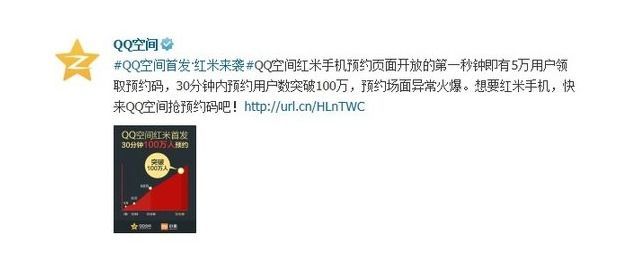 QQ空间
#QQ空间首发·红米来袭#QQ空间红米手机预约页面开放的第一秒钟即有5万用户领
取预约码，30分钟内预约用户数突破100万，预约场面异常火爆。想要红米手机，快
来QQ空间抢预约码吧！http://url.cn/HLnTWC
QQ空间红米首发
30分钟100万人预约
突破
100万人